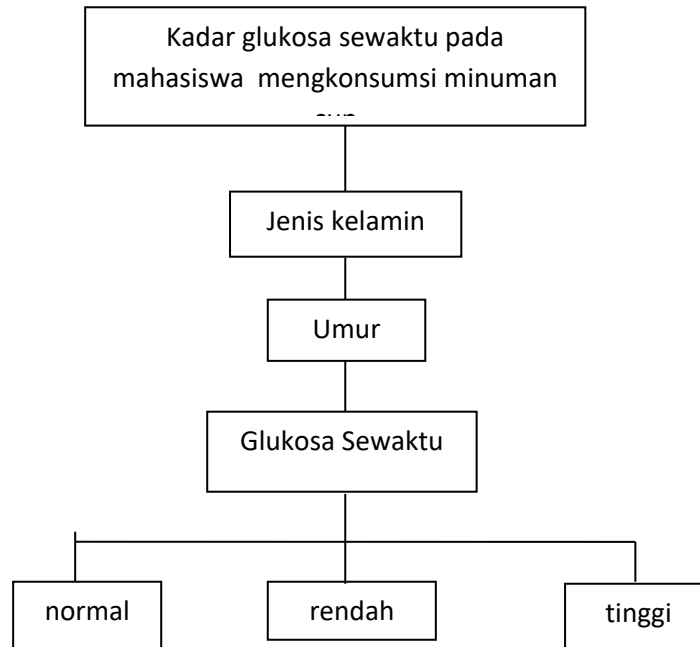 Kadar glukosa sewaktu pada
mahasiswa mengkonsumsi minuman
Jenis kelamin
Umur
Glukosa Sewaktu
normal
rendah
tinggi